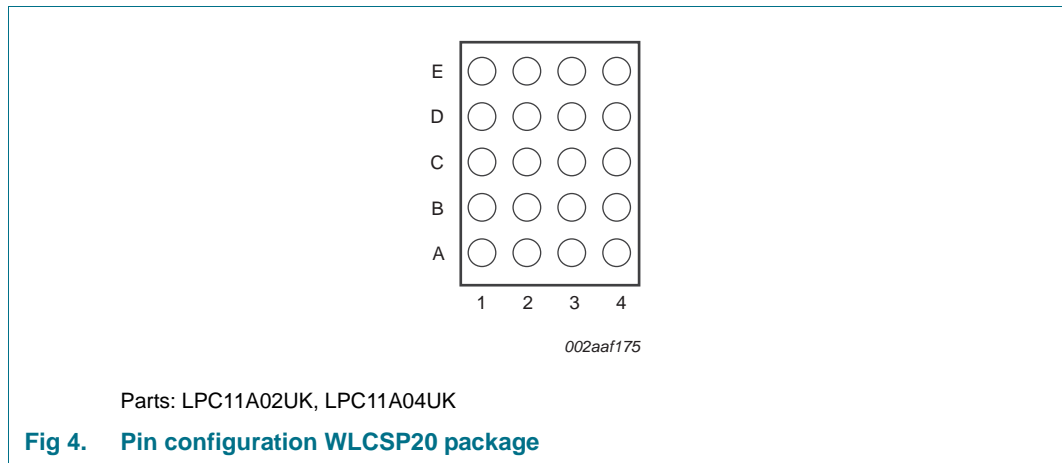 E
D
C
B
A
1 2 3 4
002aaf175
Parts: LPC11A02UK, LPC11A04UK
Fig 4. Pin configuration WLCSP20 package